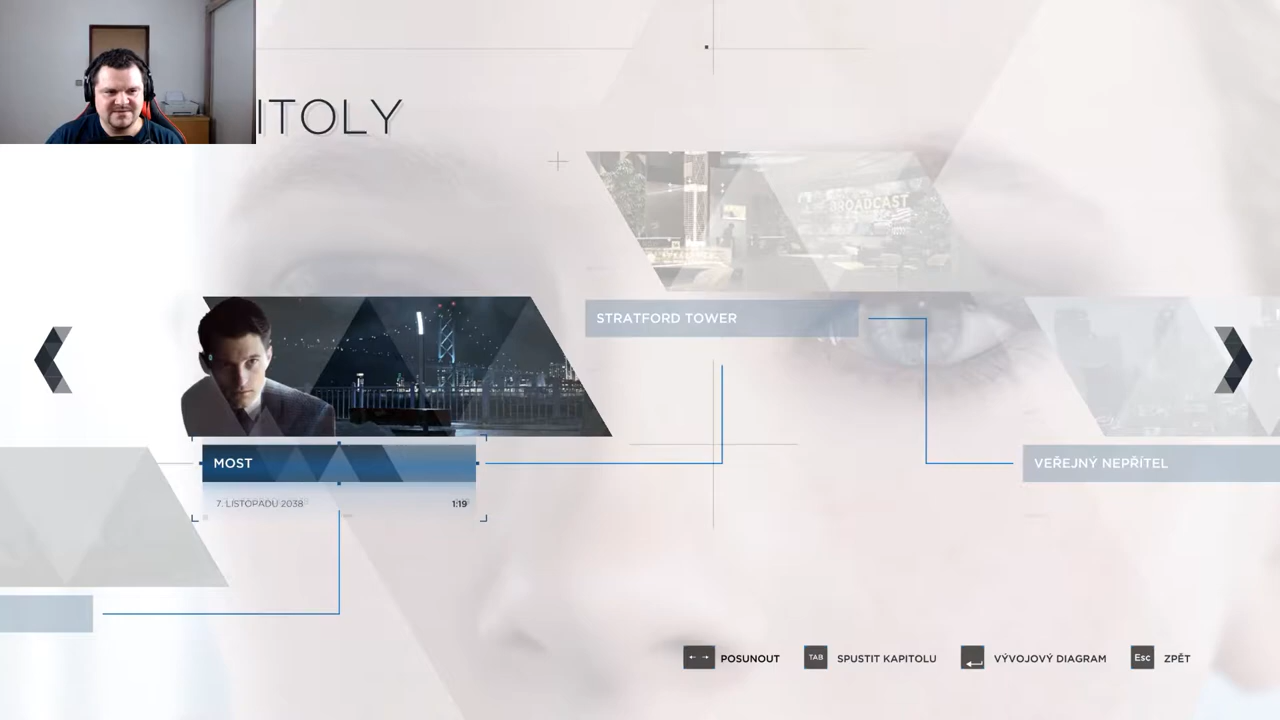 ITOLY
BROADCAST
STRATFORD TOWER
MOST
VEŘEJNÝ NEPŘÍTEL
7. LISTOPADU 2038
1:19
← → POSUNOUT
TAB SPUSTIT KAPITOLU
VÝVOJOVÝ DIAGRAM
Esc ZPĚT